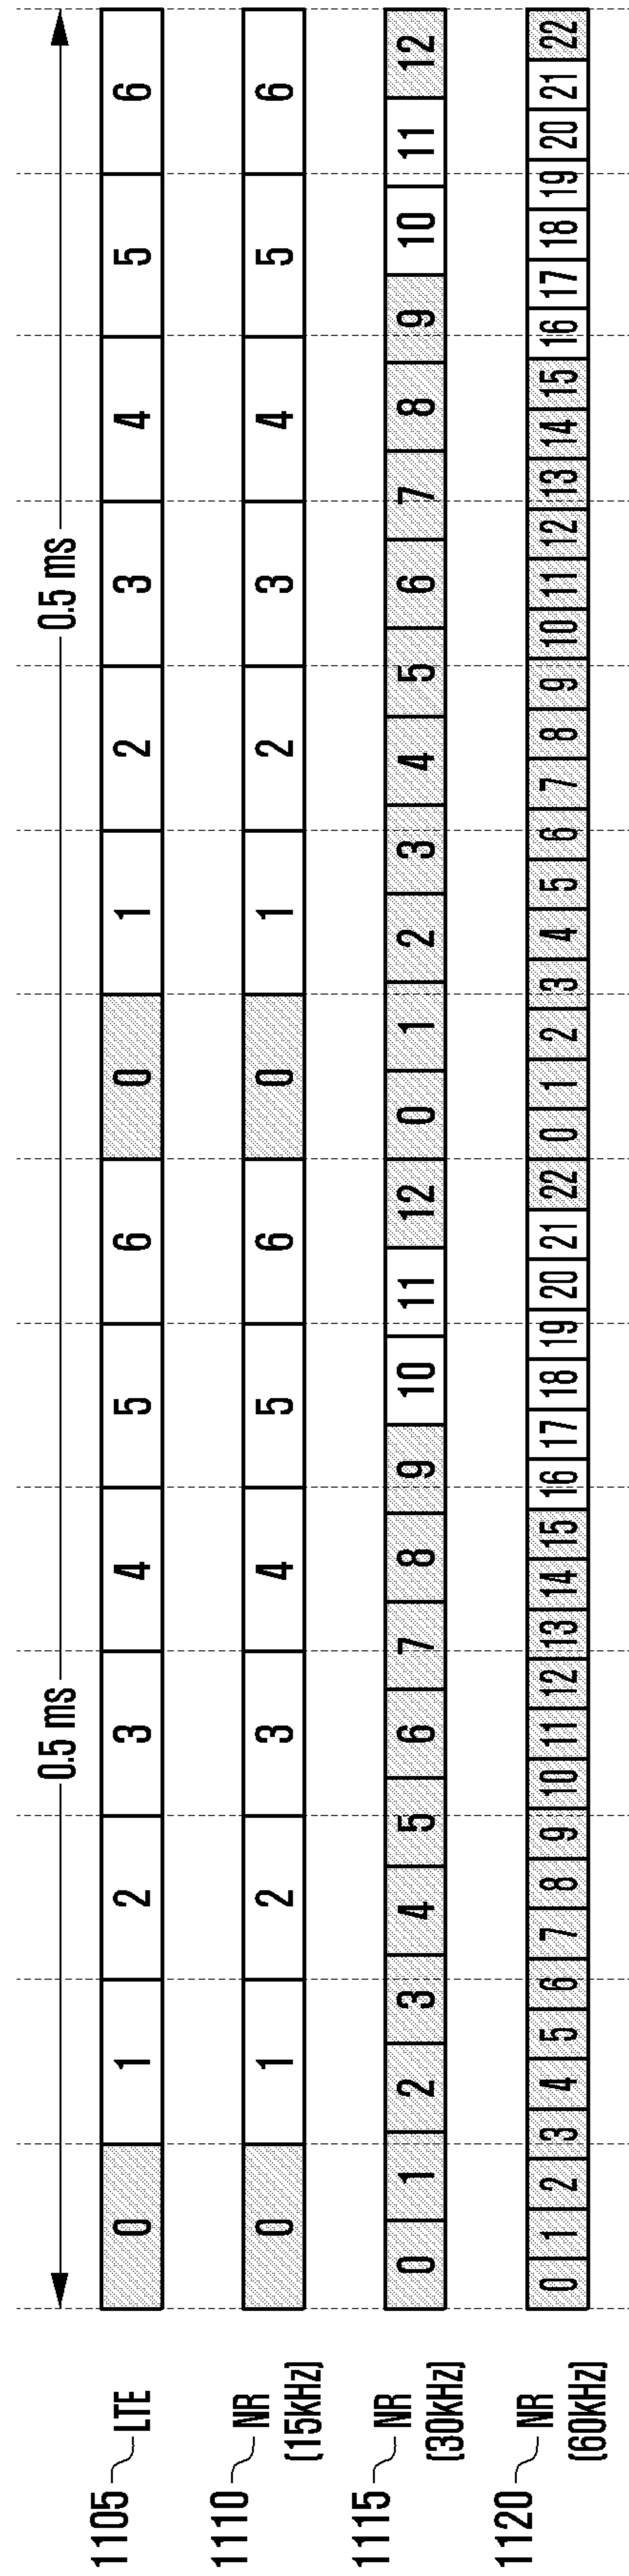 0.5 ms 0.5 ms
1105 LTE 0 1 2 3 4 5 6 0 1 2 3 4 5 6
1110 NR 0 1 2 3 4 5 6 0 1 2 3 4 5 6
(15KHz)
1115 NR 0 1 2 3 4 5 6 7 8 9 10 11 12 0 1 2 3 4 5 6 7 8 9 10 11 12
(30KHz)
1120 NR 0 1 2 3 4 5 6 7 8 9 10 11 12 13 14 15 16 17 18 19 20 21 22 0 1 2 3 4 5 6 7 8 9 10 11 12 13 14 15 16 17 18 19 20 21 22
(60KHz)